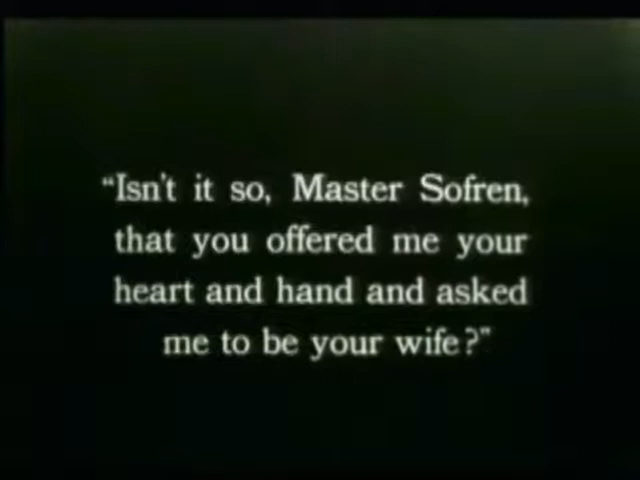 “Isn't it so, Master Sofren,
that you offered me your
heart and hand and asked
me to be your wife?”